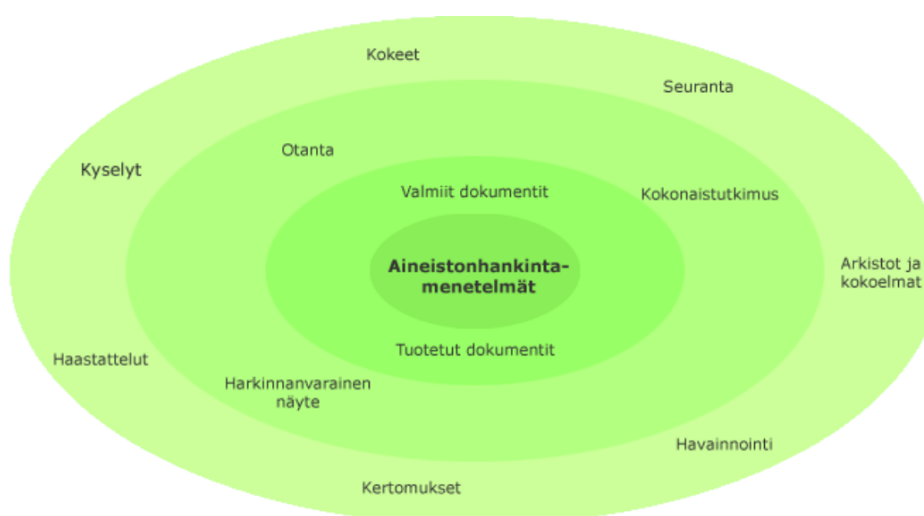 Kokeet
Seuranta
Otanta
Kyselyt
Valmiit dokumentit
Kokonaistutkimus
Aineistonhankinta-
menetelmät
Arkistot ja
kokoelmat
Tuotetut dokumentit
Haastattelut
Harkinnanvarainen
näyte
Havainnointi
Kertomukset